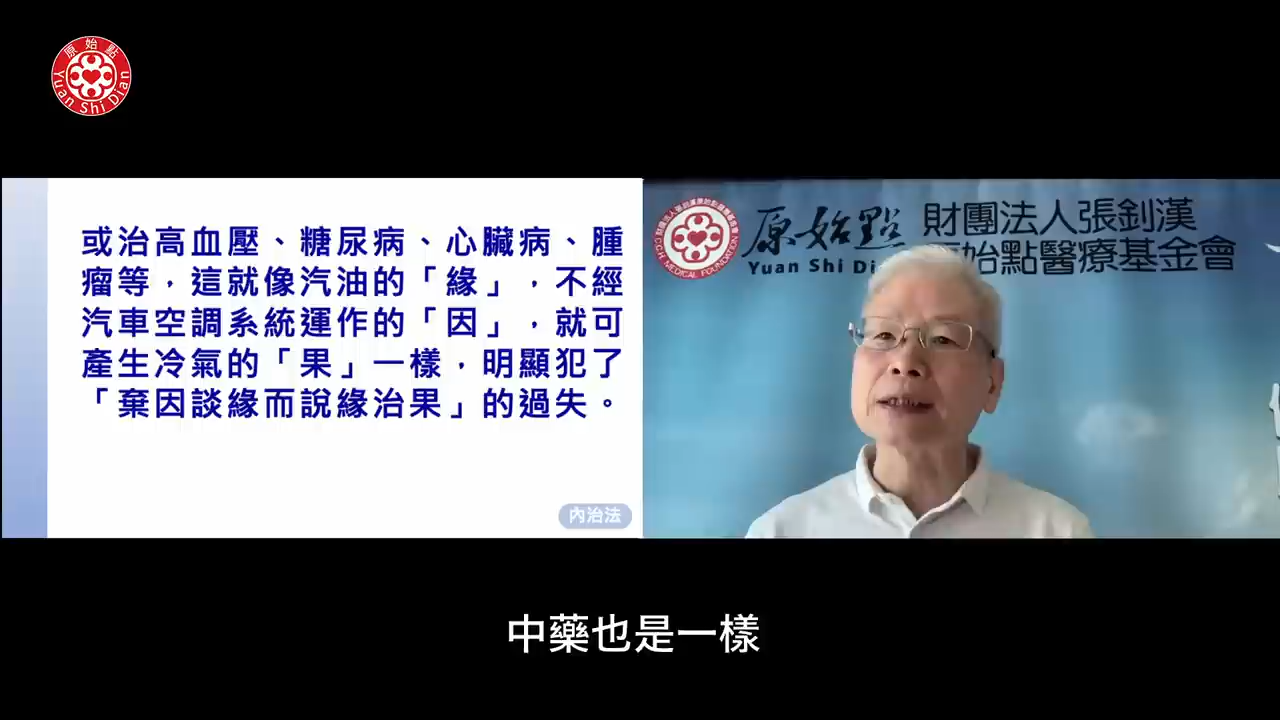 原始點
Yuan Shi Dian
或治高血壓、糖尿病、心臟病、腫
瘤等，這就像汽油的「緣」，不經
汽車空調系統運作的「因」，就可
產生冷氣的「果」一樣，明顯犯了
「棄因談緣而說緣治果」的過失。
內治法
原始點
Yuan Shi Di
財團法人張釗漢
原始點醫療基金會
中藥也是一樣